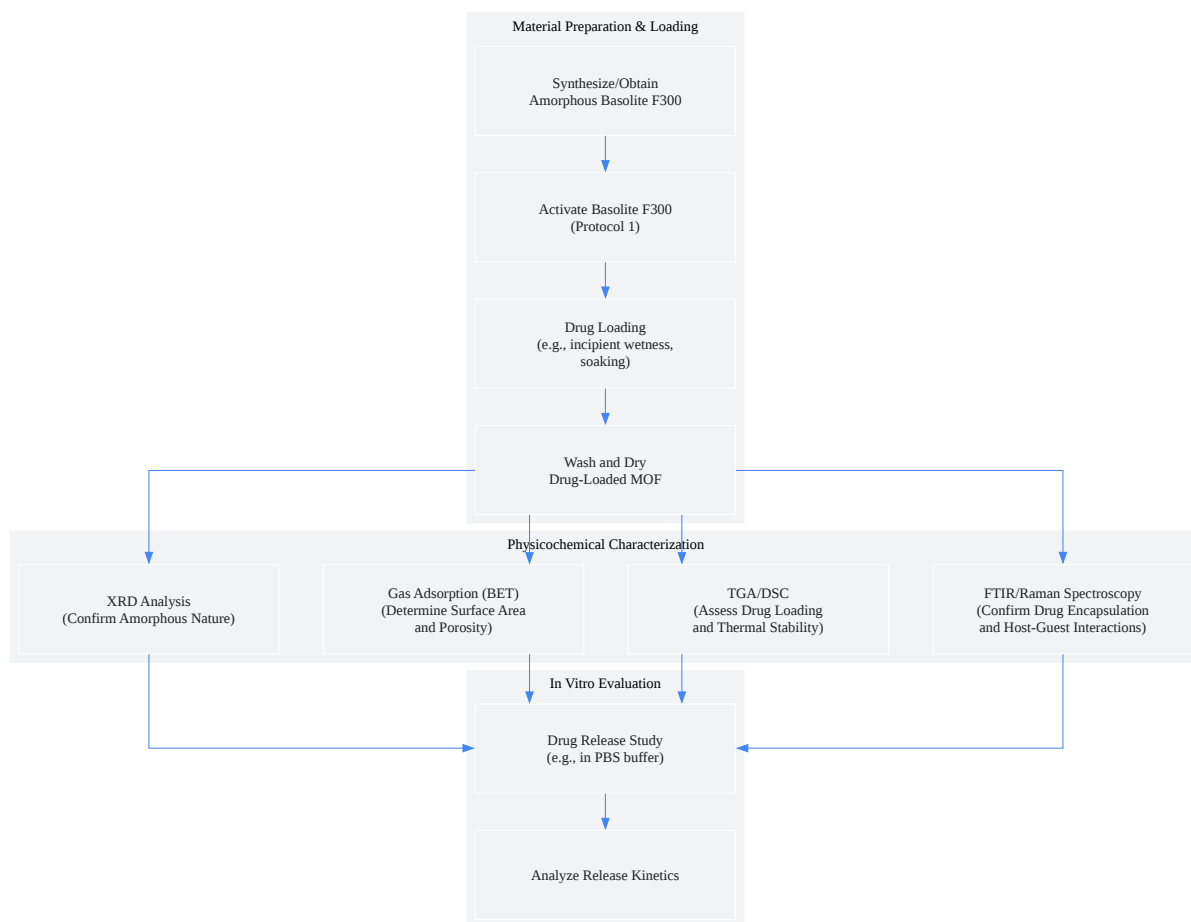 Material Preparation & Loading
Synthesize/Obtain
Amorphous Basolite F300
Activate Basolite F300
(Protocol 1)
Drug Loading
(e.g., incipient wetness,
soaking)
Wash and Dry
Drug-Loaded MOF
Physicochemical Characterization
XRD Analysis
(Confirm Amorphous Nature)
Gas Adsorption (BET)
(Determine Surface Area
and Porosity)
TGA/DSC
(Assess Drug Loading
and Thermal Stability)
FTIR/Raman Spectroscopy
(Confirm Drug Encapsulation
and Host-Guest Interactions)
In Vitro Evaluation
Drug Release Study
(e.g., in PBS buffer)
Analyze Release Kinetics